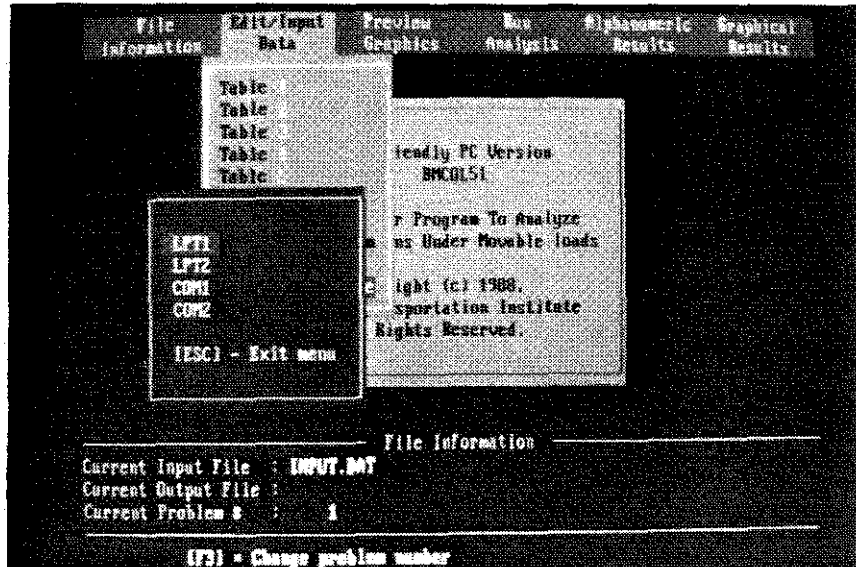 File Edit/Input Preview Run Alphanumeric Graphical
Information Data Graphics Analysis Results Results
Table
Table
Table
Table
Table
iendly PC Version
BMCOL51
r Program To Analyze
ms Under Movable loads
ight (c) 1988,
sportation Institute
Rights Reserved.
LPT1
LPT2
COM1
COM2
[ESC] - Exit menu
File Information
Current Input File : INPUT.DAT
Current Output File :
Current Problem # : 1
[F3] - Change problem number